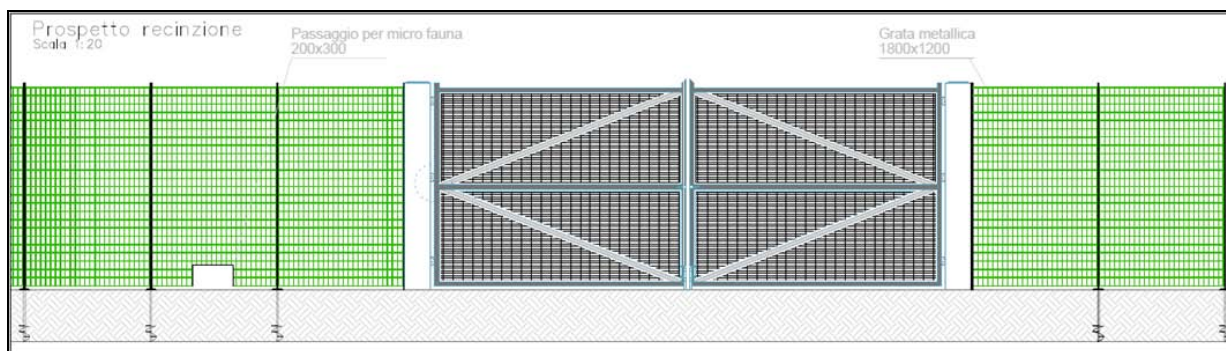 Prospetto recinzione
Scala 1:20
Passaggio per micro fauna
200x300
Grata metallica
1800x1200